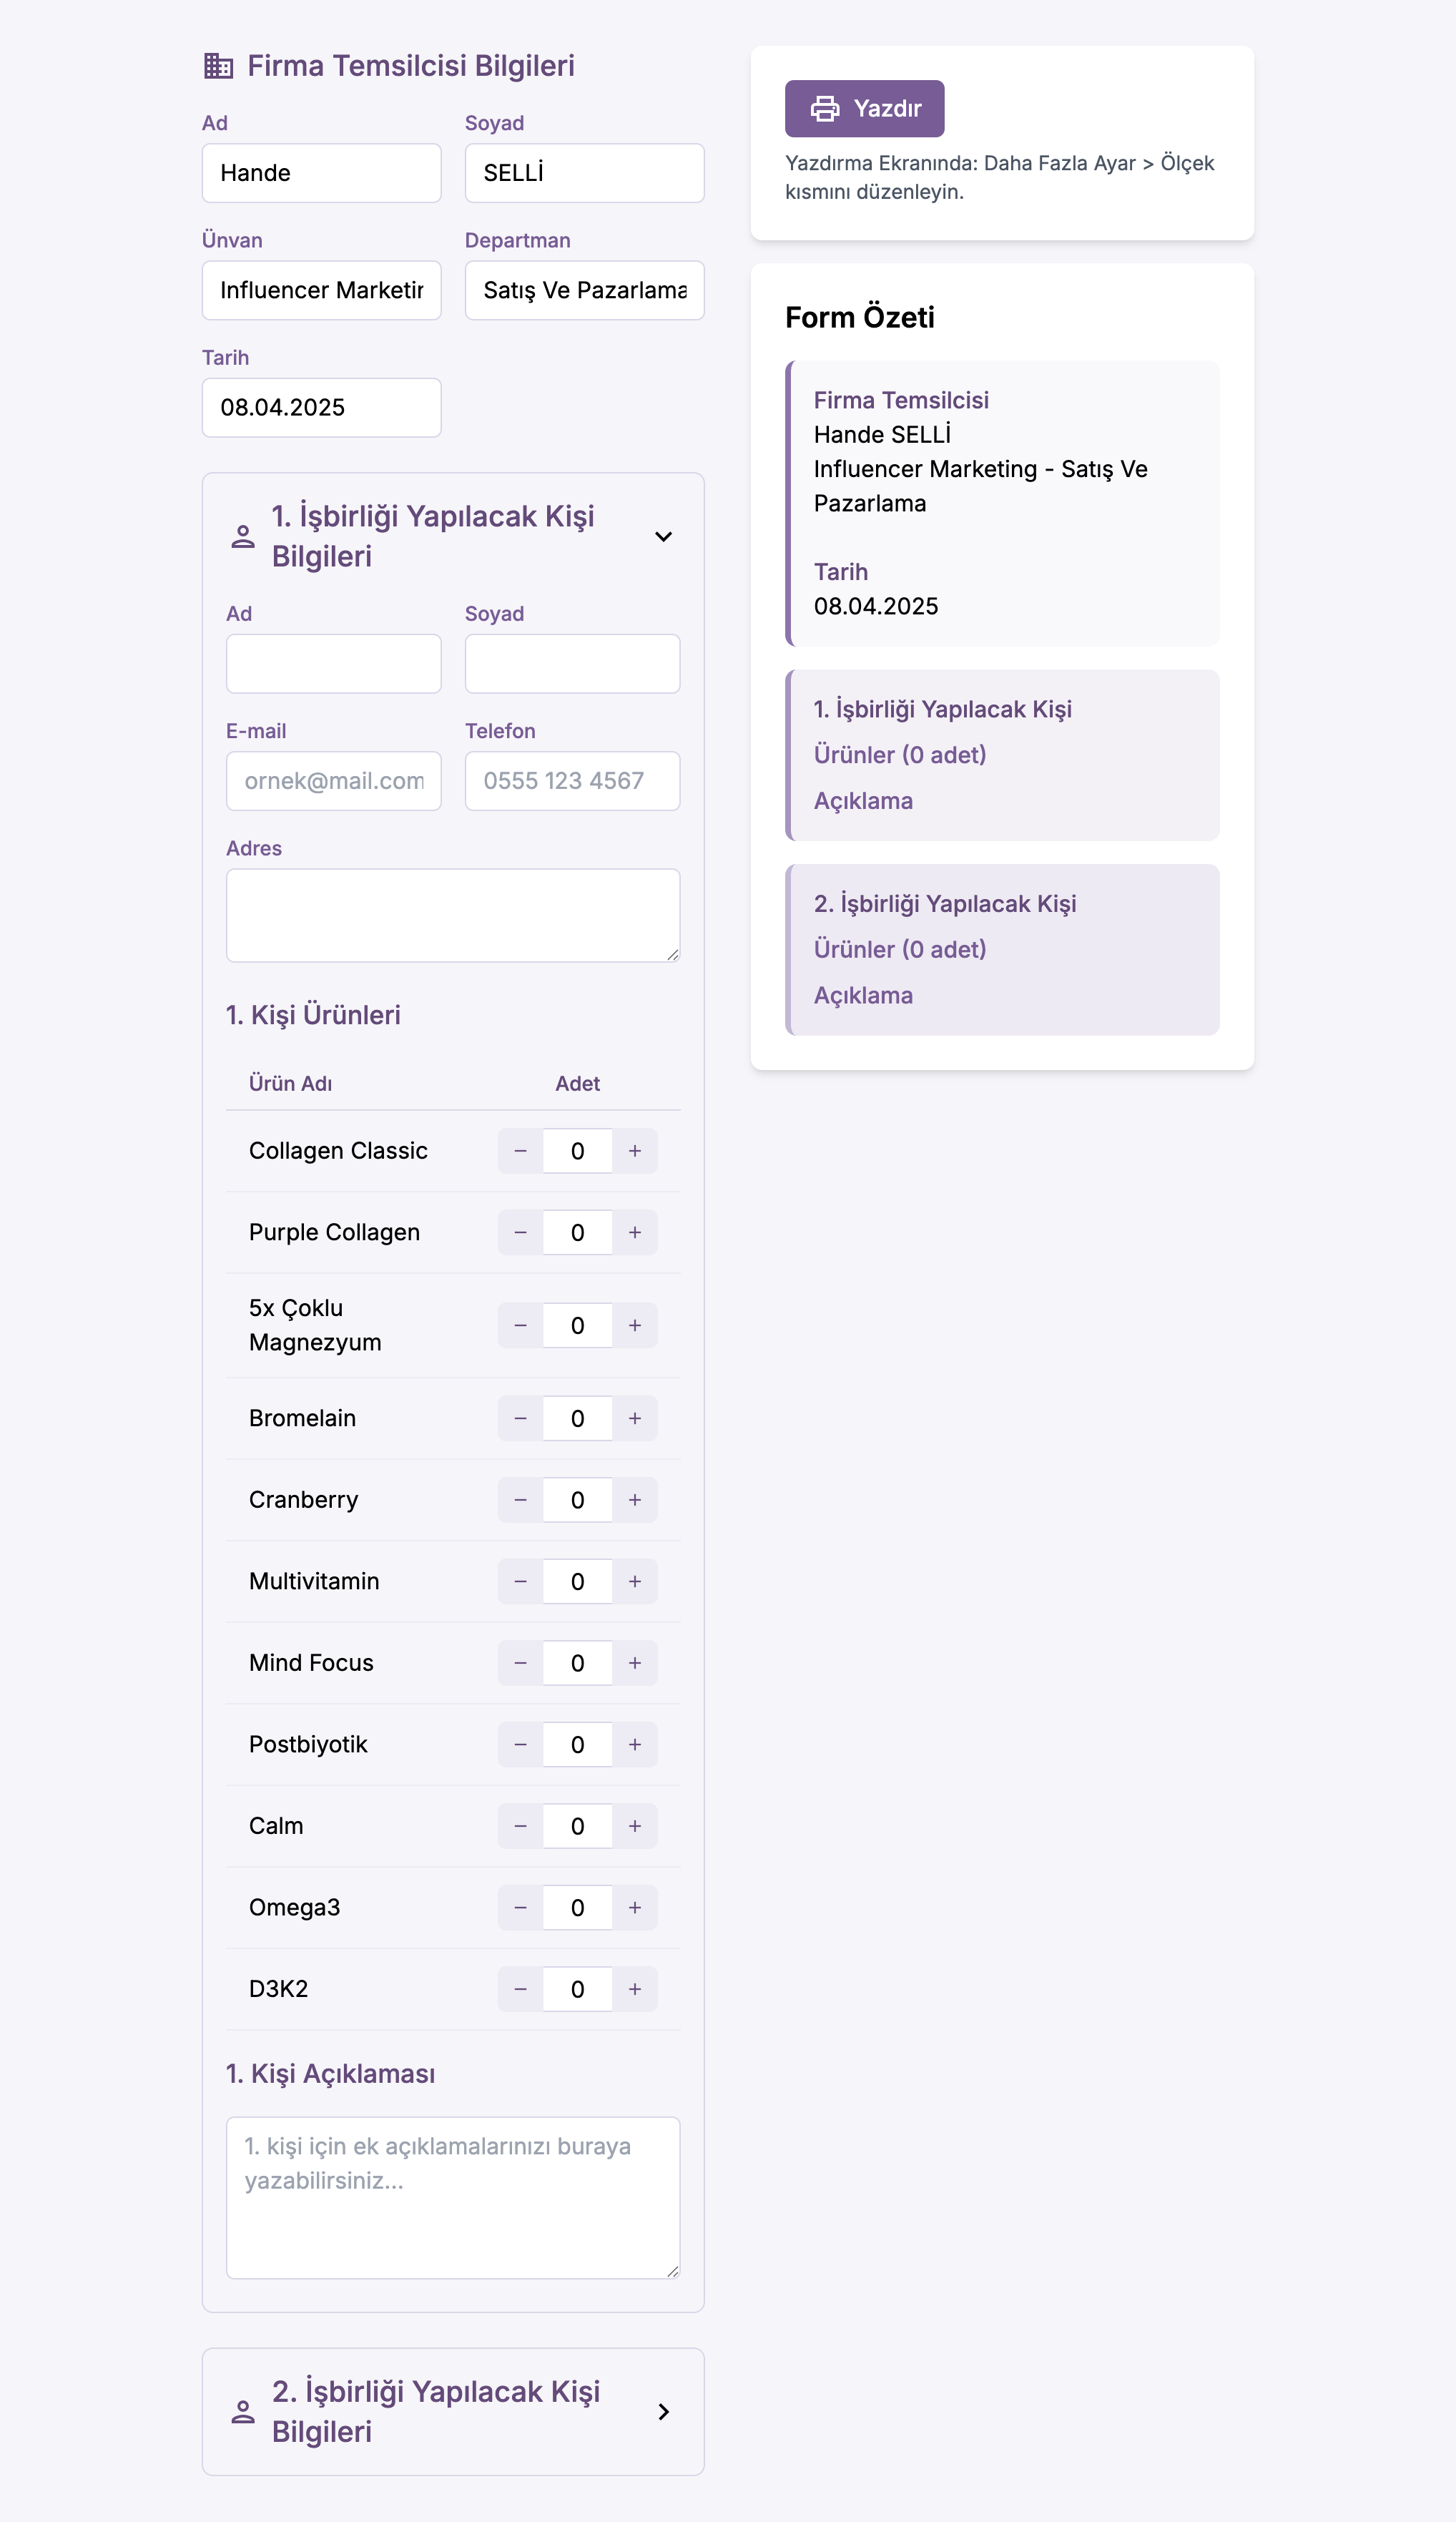 Firma Temsilcisi Bilgileri
Ad
Soyad
Hande
SELLİ
Ünvan
Departman
Influencer Marketin
Satış Ve Pazarlama
Tarih
08.04.2025
1. İşbirliği Yapılacak Kişi
Bilgileri
Ad
Soyad
E-mail
Telefon
ornek@mail.com
0555 123 4567
Adres
1. Kişi Ürünleri
Ürün Adı
Adet
Collagen Classic
− 0 +
Purple Collagen
− 0 +
5x Çoklu
Magnezyum
− 0 +
Bromelain
− 0 +
Cranberry
− 0 +
Multivitamin
− 0 +
Mind Focus
− 0 +
Postbiyotik
− 0 +
Calm
− 0 +
Omega3
− 0 +
D3K2
− 0 +
1. Kişi Açıklaması
1. kişi için ek açıklamalarınızı buraya
yazabilirsiniz...
2. İşbirliği Yapılacak Kişi
Bilgileri
Yazdır
Yazdırma Ekranında: Daha Fazla Ayar > Ölçek
kısmını düzenleyin.
Form Özeti
Firma Temsilcisi
Hande SELLİ
Influencer Marketing - Satış Ve
Pazarlama
Tarih
08.04.2025
1. İşbirliği Yapılacak Kişi
Ürünler (0 adet)
Açıklama
2. İşbirliği Yapılacak Kişi
Ürünler (0 adet)
Açıklama